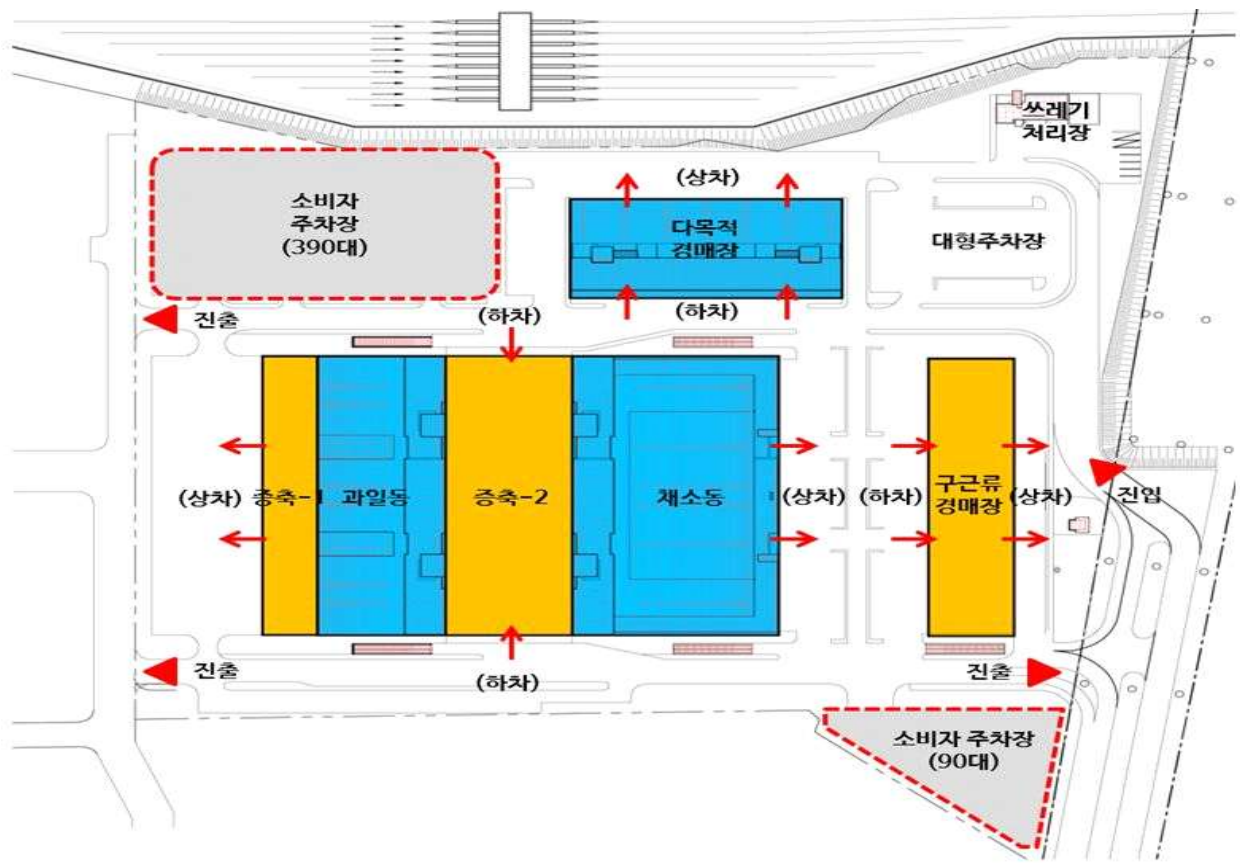 쓰레기
처리장
(상차)
소비자
주차장
(390대)
다목적
경매장
대형주차장
진출
(하차)
(하차)
(상차)
증축-1
과일동
증축-2
채소동
(상차)
(하차)
구근류
경매장
(상차)
진입
진출
(하차)
진출
소비자 주차장
(90대)